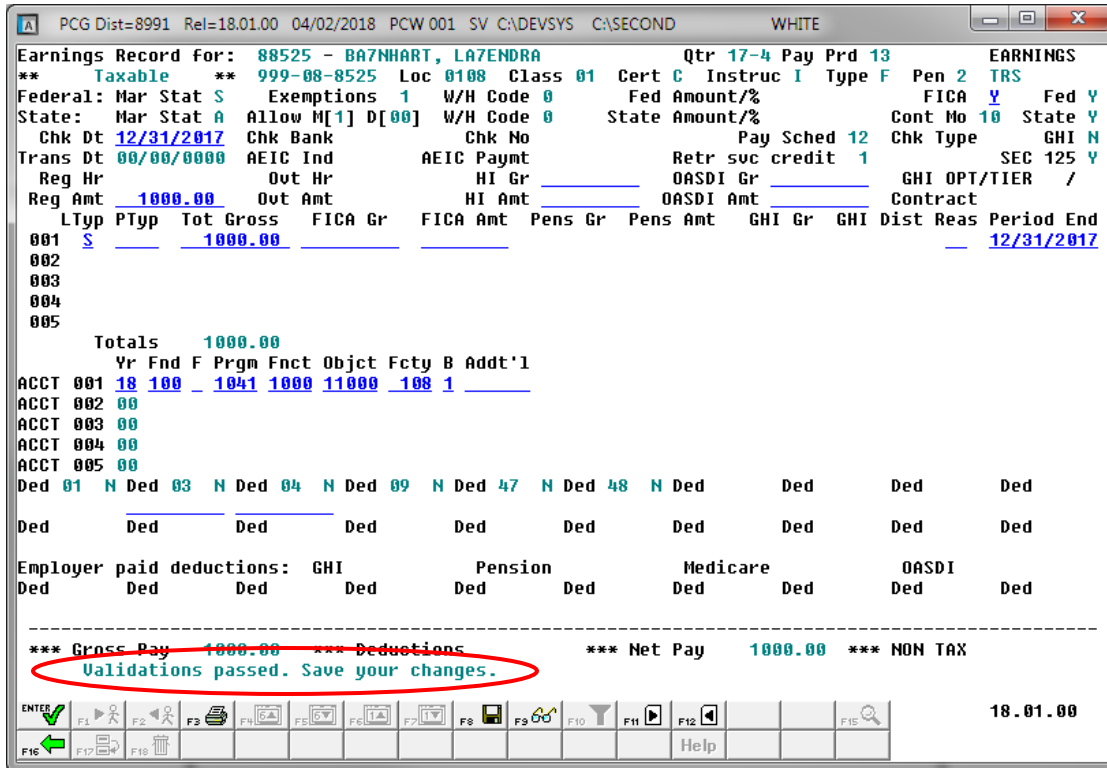 PCG Dist=8991 Rel=18.01.00 04/02/2018 PCW 001 SV C:\DEVSYS C:\SECOND WHITE
Earnings Record for: 88525 - BA7NHART, LA7ENDRA Qtr 17-4 Pay Prd 13 EARNINGS
** Taxable ** 999-08-8525 Loc 0108 Class 01 Cert C Instruc I Type F Pen 2 TRS
Federal: Mar Stat S Exemptions 1 W/H Code 0 Fed Amount/% FICA Y Fed Y
State: Mar Stat A Allow M[1] D[00] W/H Code 0 State Amount/% Cont Mo 10 State Y
Chk Dt 12/31/2017 Chk Bank Chk No Pay Sched 12 Chk Type GHI N
Trans Dt 00/00/0000 AEIC Ind AEIC Paymt Retr svc credit 1 SEC 125 Y
Reg Hr Ovt Hr HI Gr OASDI Gr GHI OPT/TIER /
Reg Amt 1000.00 Ovt Amt HI Amt OASDI Amt Contract
LTyp PTyp Tot Gross FICA Gr FICA Amt Pens Gr Pens Amt GHI Gr GHI Dist Reas Period End
001 S 1000.00 12/31/2017
002
003
004
005
Totals 1000.00
Yr Fnd F Prgm Fnct Objct Fcty B Addt'l
ACCT 001 18 100 _ 1041 1000 11000 108 1
ACCT 002 00
ACCT 003 00
ACCT 004 00
ACCT 005 00
Ded 01 N Ded 03 N Ded 04 N Ded 09 N Ded 47 N Ded 48 N Ded Ded Ded Ded
Ded Ded Ded Ded Ded Ded Ded Ded Ded Ded
Employer paid deductions: GHI Pension Medicare OASDI
Ded Ded Ded Ded Ded Ded Ded Ded Ded Ded
*** Gross Pay 1000.00 *** Deductions *** Net Pay 1000.00 *** NON TAX
Validations passed. Save your changes.
ENTER F1 F2 F3 F4 F5 F6 F7 F8 F9 F10 F11 F12 F15 18.01.00
F16 F17 F18 Help